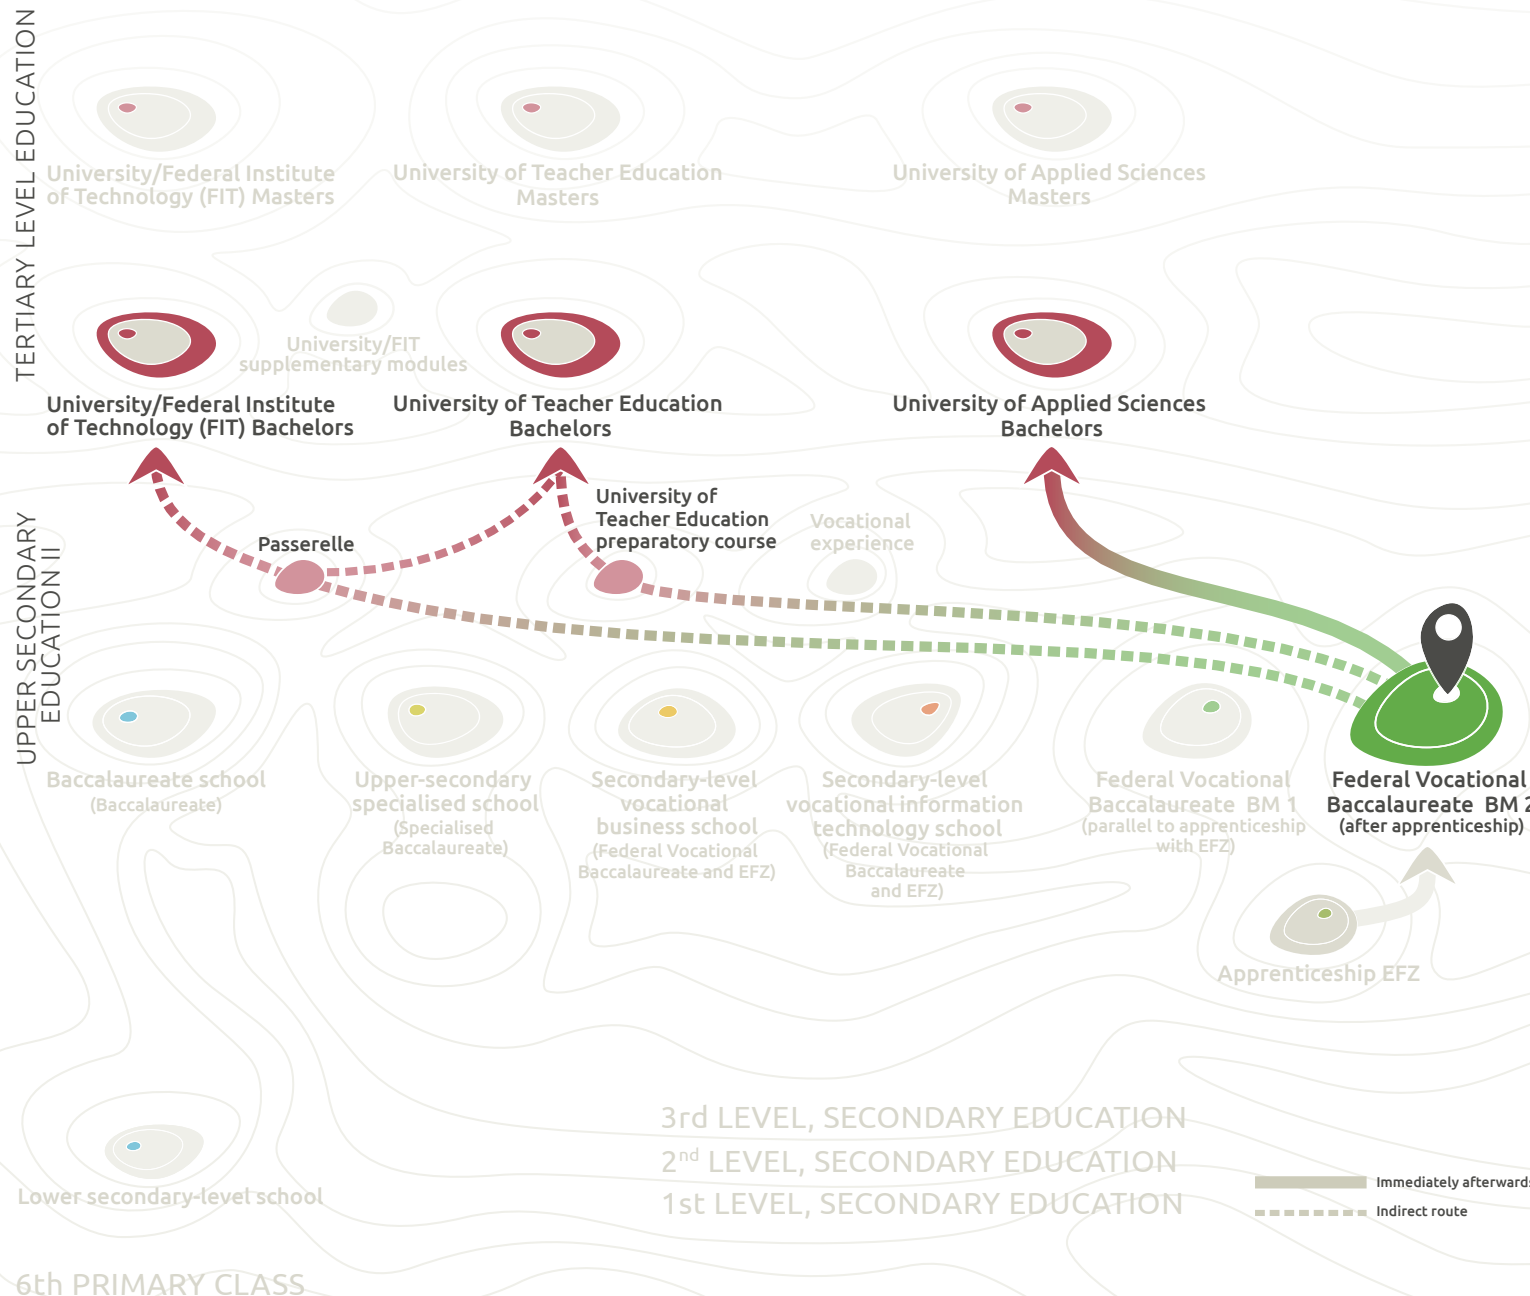 TERTIARY LEVEL EDUCATION
University/Federal Institute
of Technology (FIT) Masters
University of Teacher Education
Masters
University of Applied Sciences
Masters
University/FIT
supplementary modules
University/Federal Institute
of Technology (FIT) Bachelors
University of Teacher Education
Bachelors
University of Applied Sciences
Bachelors
UPPER SECONDARY
EDUCATION II
Passerelle
University of
Teacher Education
preparatory course
Vocational
experience
Baccalaureate school
(Baccalaureate)
Upper-secondary
specialised school
(Specialised
Baccalaureate)
Secondary-level
vocational
business school
(Federal Vocational
Baccalaureate and EFZ)
Secondary-level
vocational information
technology school
(Federal Vocational
Baccalaureate
and EFZ)
Federal Vocational
Baccalaureate BM 1
(parallel to apprenticeship
with EFZ)
Federal Vocational
Baccalaureate BM 2
(after apprenticeship)
Apprenticeship EFZ
Lower secondary-level school
3rd LEVEL, SECONDARY EDUCATION
2nd LEVEL, SECONDARY EDUCATION
1st LEVEL, SECONDARY EDUCATION
Immediately afterwards
Indirect route
6th PRIMARY CLASS